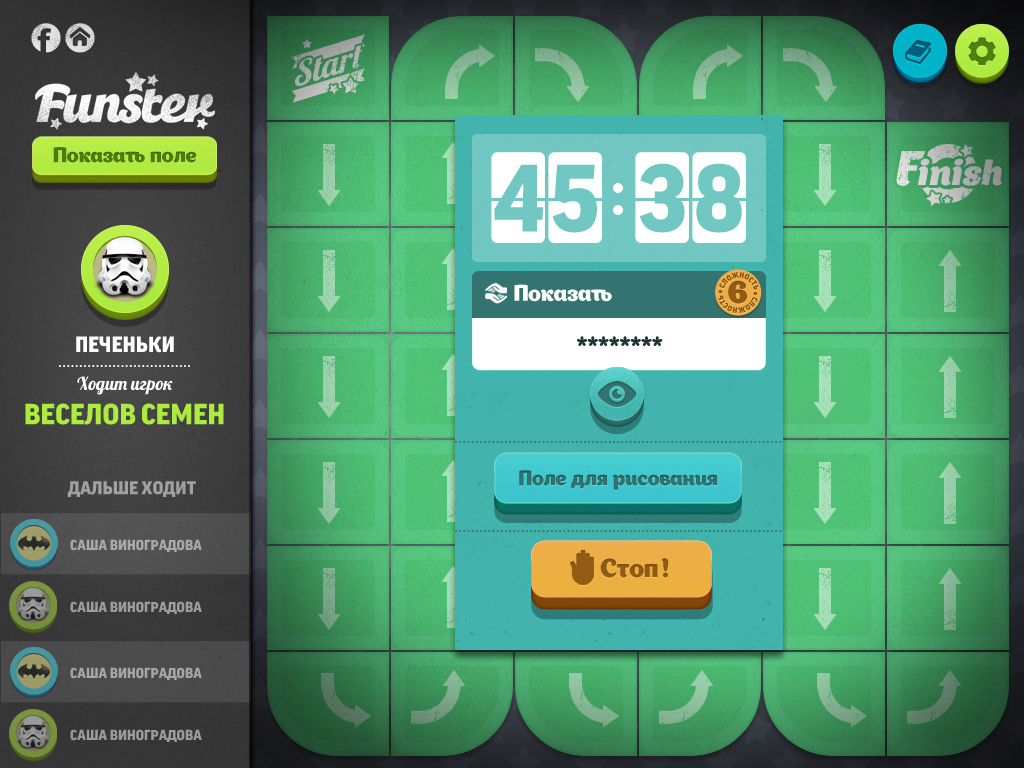 Funster
Показать поле
ПЕЧЕНЬКИ
Ходит игрок
ВЕСЕЛОВ СЕМЕН
ДАЛЬШЕ ХОДИТ
САША ВИНОГРАДОВА
САША ВИНОГРАДОВА
САША ВИНОГРАДОВА
САША ВИНОГРАДОВА
Start
Finish
45:38
Показать
СЛОЖНОСТЬ • СЛОЖНОСТЬ •
6
********
Поле для рисования
Стоп!